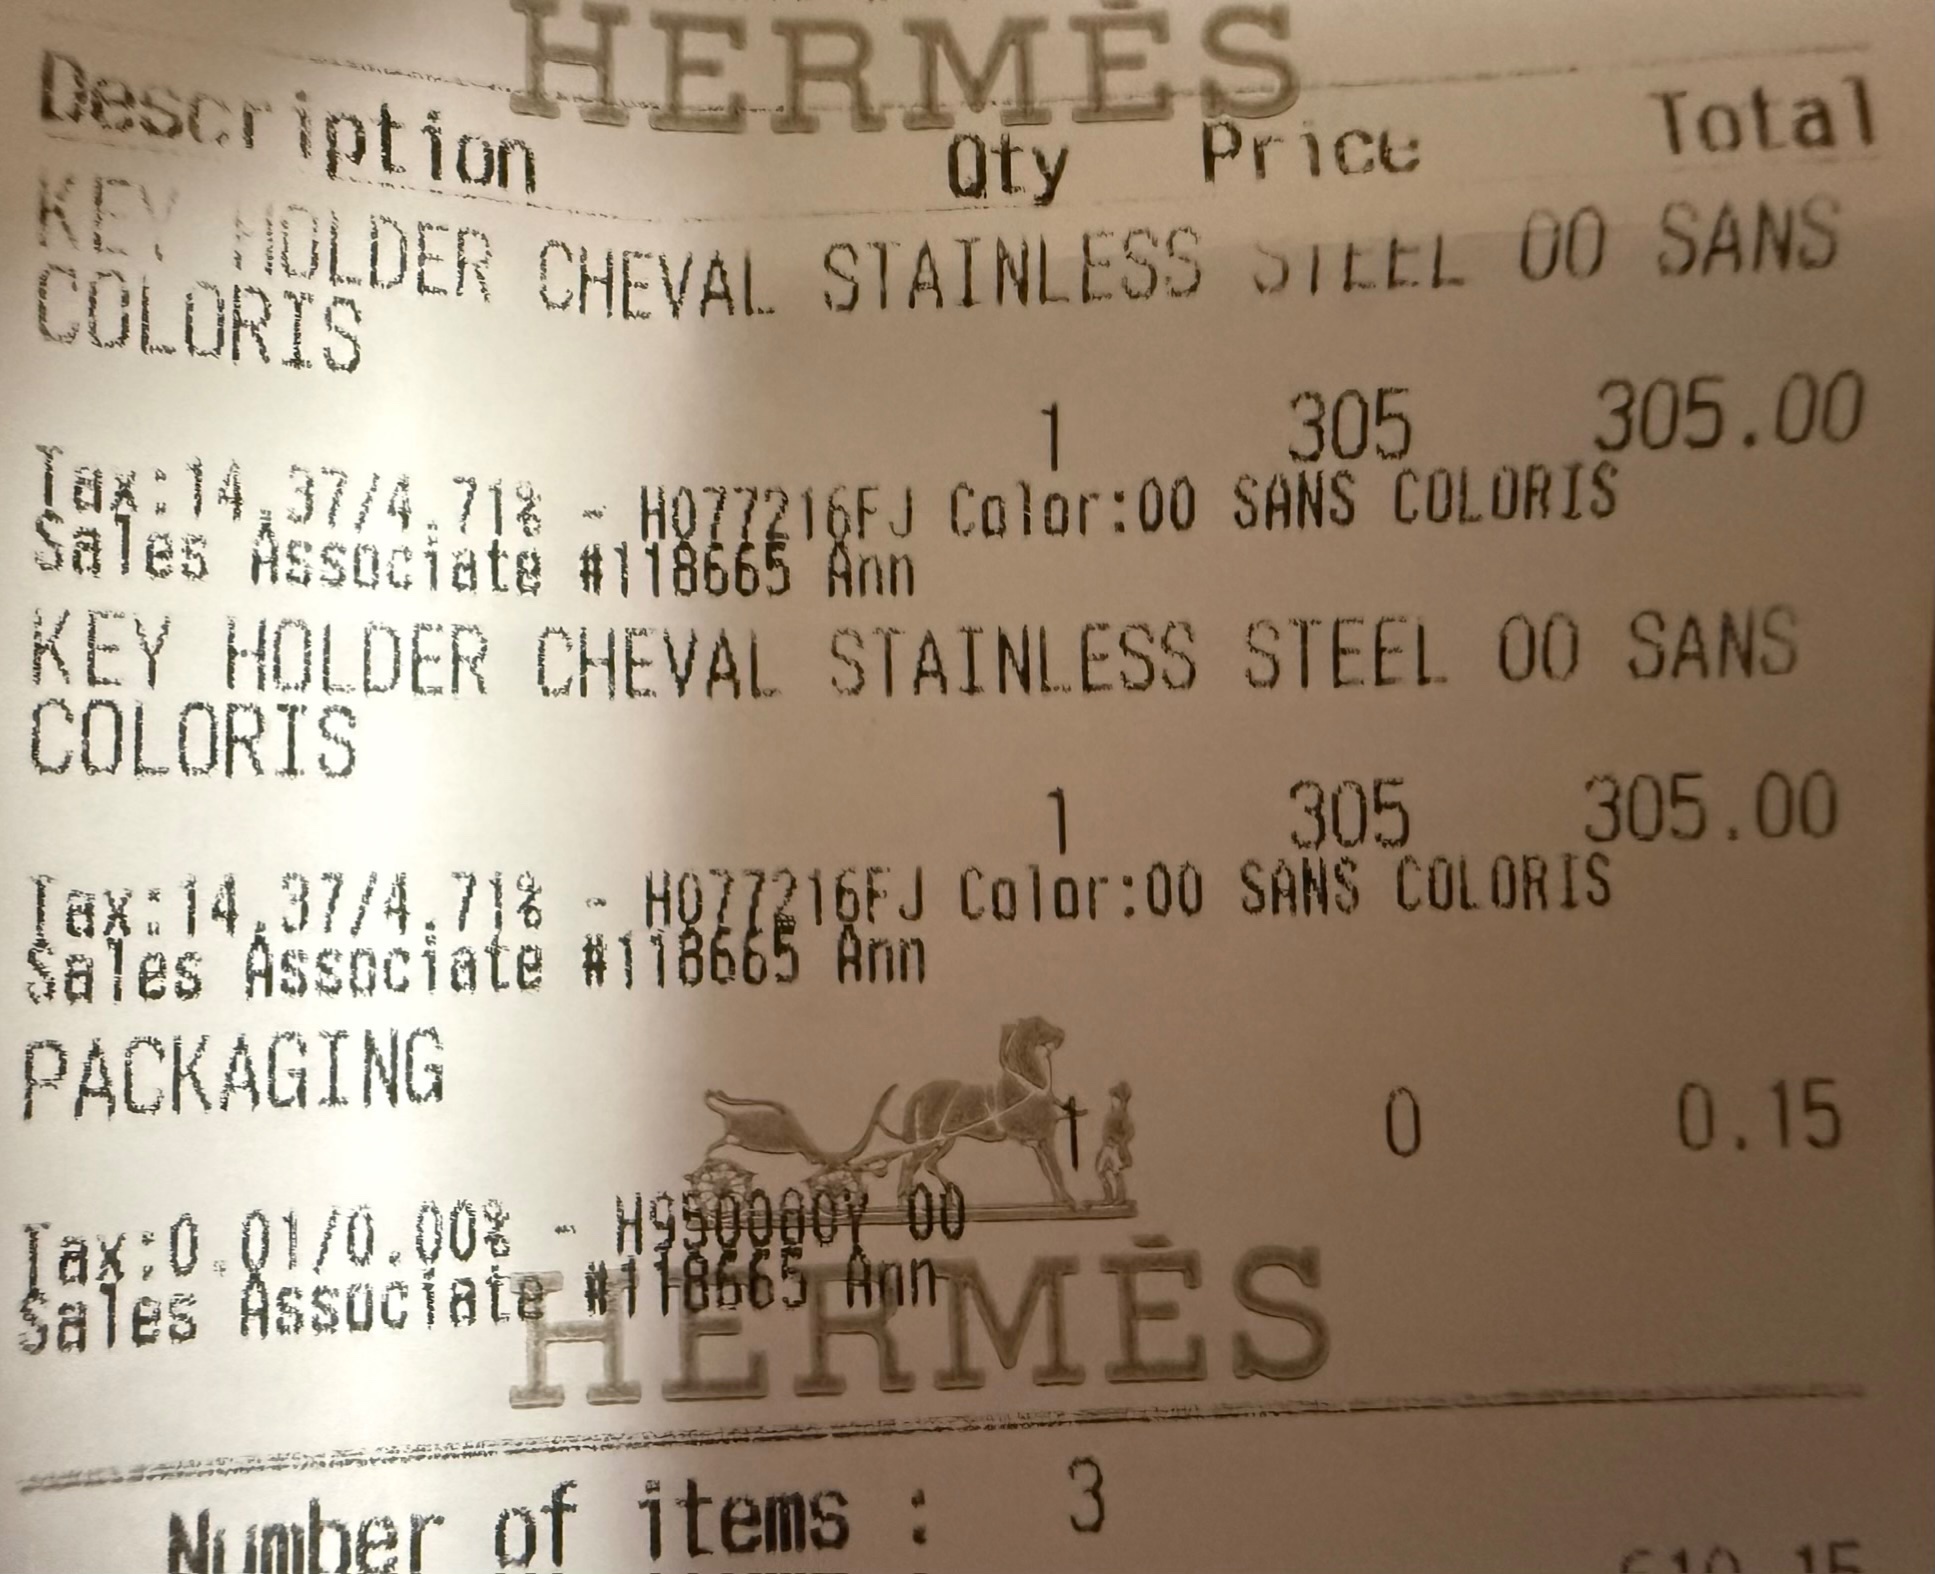 HERMÈS
Description Qty Price Total
KEY HOLDER CHEVAL STAINLESS STEEL 00 SANS
COLORIS
1 305 305.00
Tax:14.37/4.71% - H077216FJ Color:00 SANS COLORIS
Sales Associate #118665 Ann
KEY HOLDER CHEVAL STAINLESS STEEL 00 SANS
COLORIS
1 305 305.00
Tax:14.37/4.71% - H077216FJ Color:00 SANS COLORIS
Sales Associate #118665 Ann
PACKAGING
1 0 0.15
Tax:0.01/0.00% - 00
Sales Associate #118665 Ann
HERMÈS
Number of items : 3
610.15